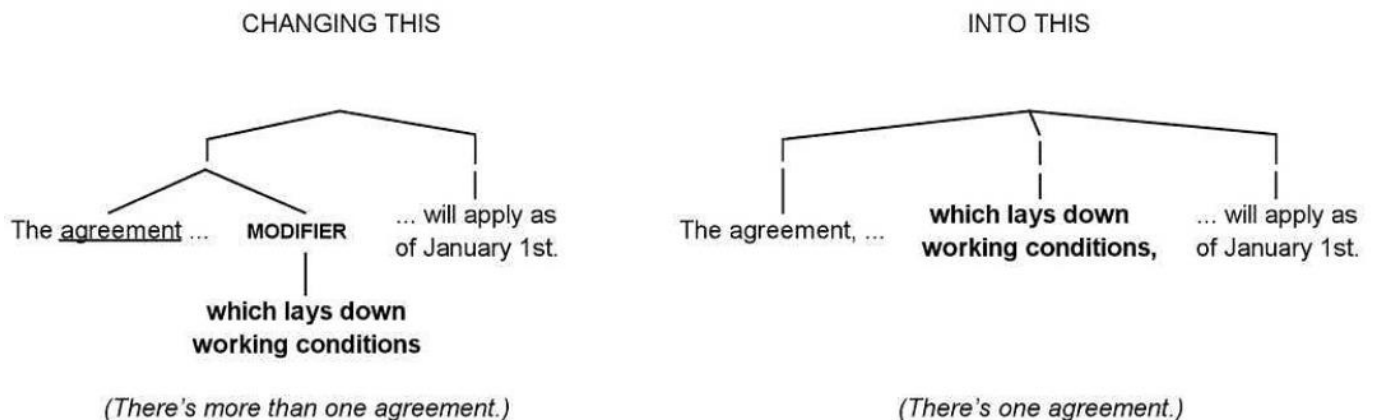 CHANGING THIS
The agreement ...
MODIFIER
which lays down
working conditions
... will apply as
of January 1st.
(There's more than one agreement.)
INTO THIS
The agreement, ...
which lays down
working conditions,
... will apply as
of January 1st.
(There's one agreement.)